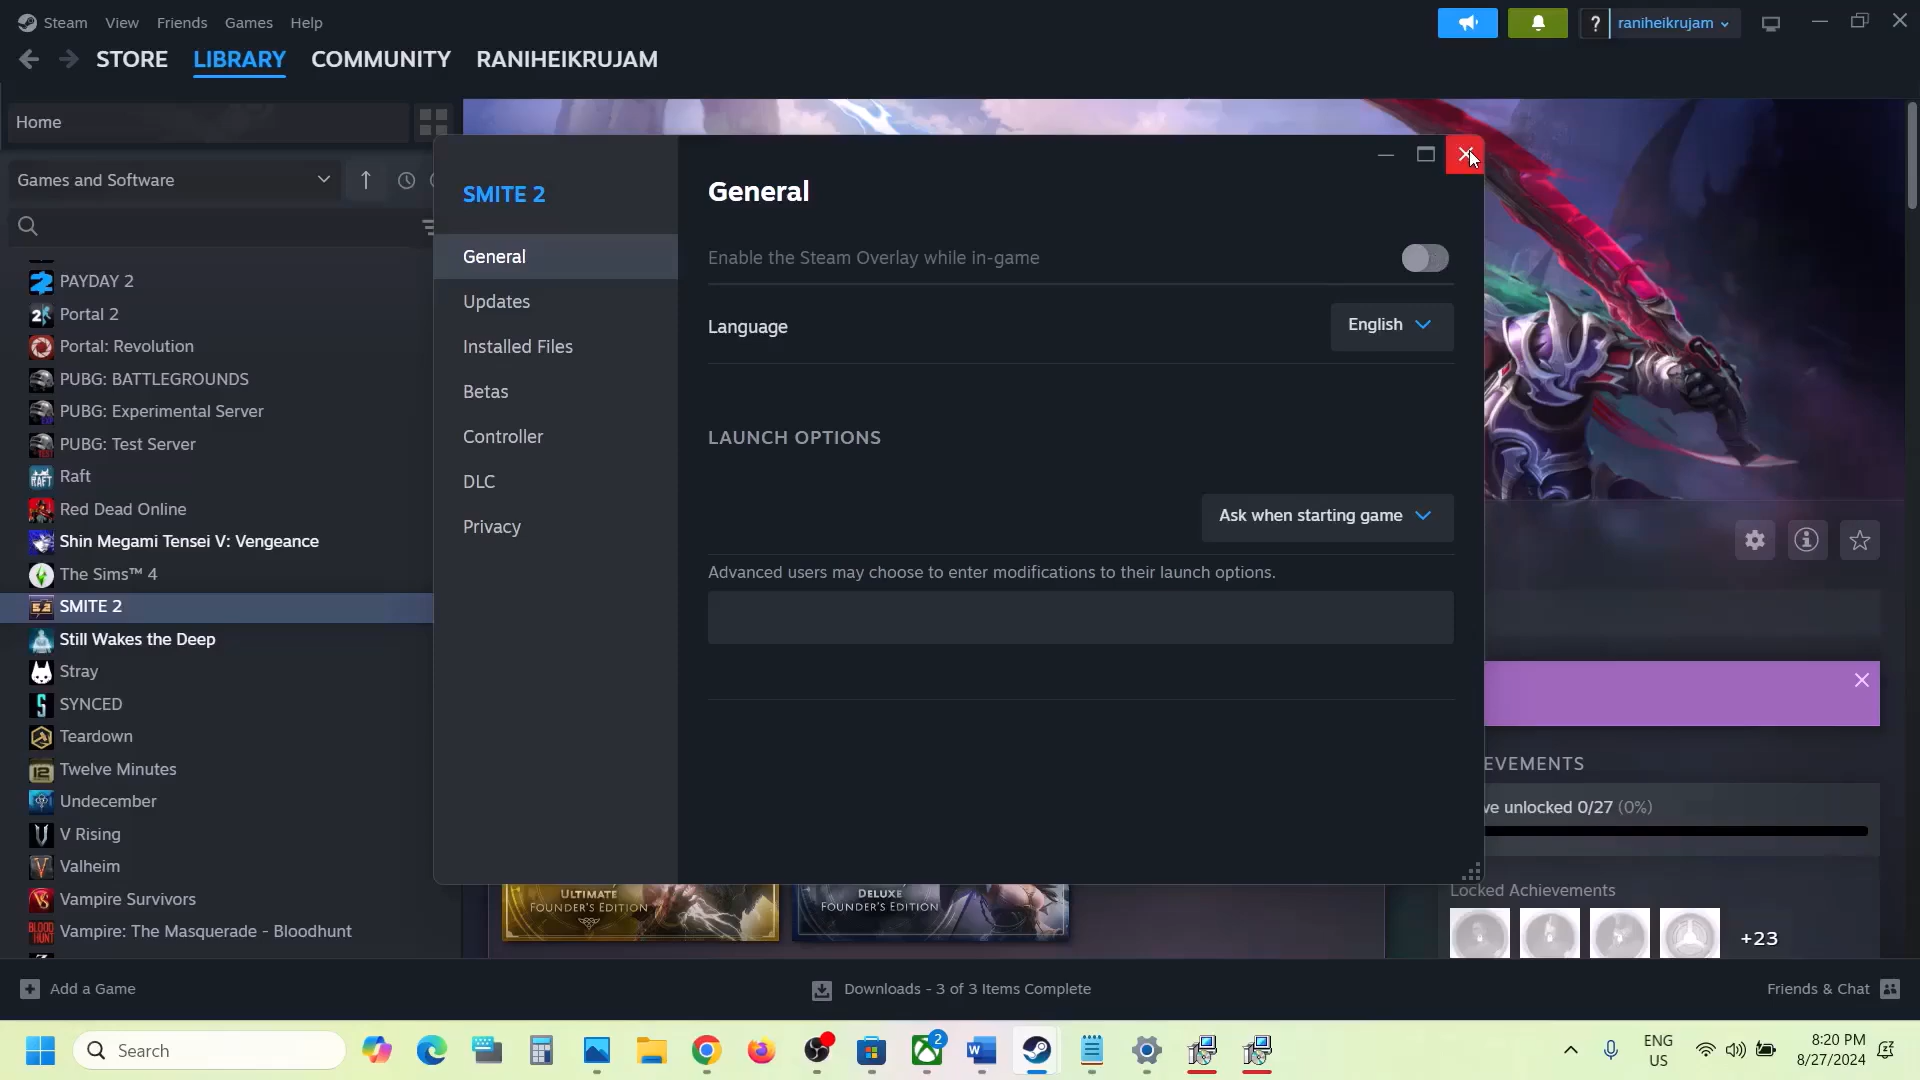 Steam View Friends Games Help
raniheikrujam
STORE LIBRARY COMMUNITY RANIHEIKRUJAM
Home
Games and Software
PAYDAY 2
Portal 2
Portal: Revolution
PUBG: BATTLEGROUNDS
PUBG: Experimental Server
PUBG: Test Server
Raft
Red Dead Online
Shin Megami Tensei V: Vengeance
The Sims™ 4
SMITE 2
Still Wakes the Deep
Stray
SYNCED
Teardown
Twelve Minutes
Undecember
V Rising
Valheim
Vampire Survivors
Vampire: The Masquerade - Bloodhunt
SMITE 2
General
Updates
Installed Files
Betas
Controller
DLC
Privacy
General
Enable the Steam Overlay while in-game
Language
English
LAUNCH OPTIONS
Ask when starting game
Advanced users may choose to enter modifications to their launch options.
EVEMENTS
ve unlocked 0/27 (0%)
Locked Achievements
+23
ULTIMATE
FOUNDER'S EDITION
DELUXE
FOUNDER'S EDITION
Add a Game
Downloads - 3 of 3 Items Complete
Friends & Chat
Search
2
ENG
US
8:20 PM
8/27/2024